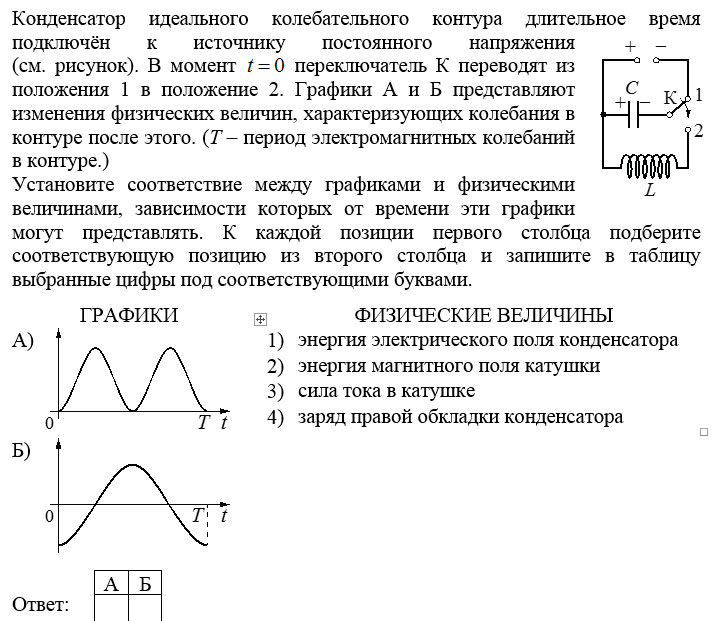 Конденсатор идеального колебательного контура длительное время
подключён к источнику постоянного напряжения
(см. рисунок). В момент t = 0 переключатель К переводят из
положения 1 в положение 2. Графики А и Б представляют
изменения физических величин, характеризующих колебания в
контуре после этого. (T – период электромагнитных колебаний
в контуре.)
+ –
C
+ –
К
1
2
L
Установите соответствие между графиками и физическими
величинами, зависимости которых от времени эти графики
могут представлять. К каждой позиции первого столбца подберите
соответствующую позицию из второго столбца и запишите в таблицу
выбранные цифры под соответствующими буквами.
ГРАФИКИ
А)
0 T t
Б)
0 T t
ФИЗИЧЕСКИЕ ВЕЛИЧИНЫ
1) энергия электрического поля конденсатора
2) энергия магнитного поля катушки
3) сила тока в катушке
4) заряд правой обкладки конденсатора
А Б
Ответ: